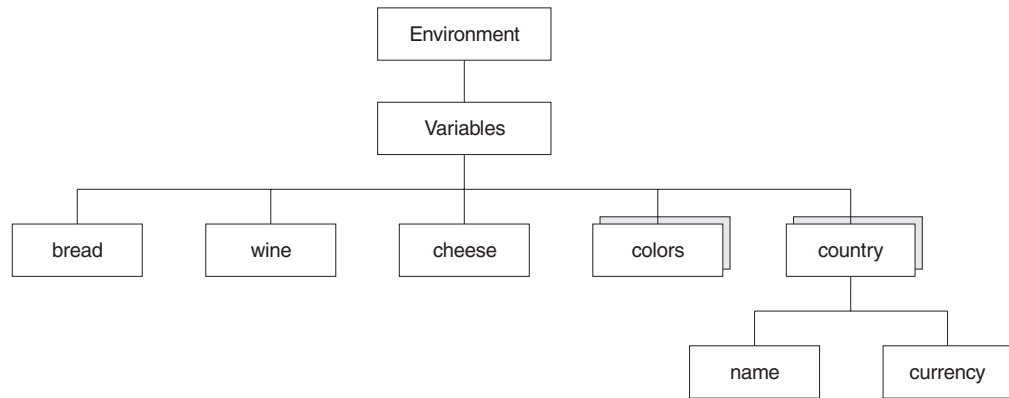 Environment
Variables
bread
wine
cheese
colors
country
name
currency